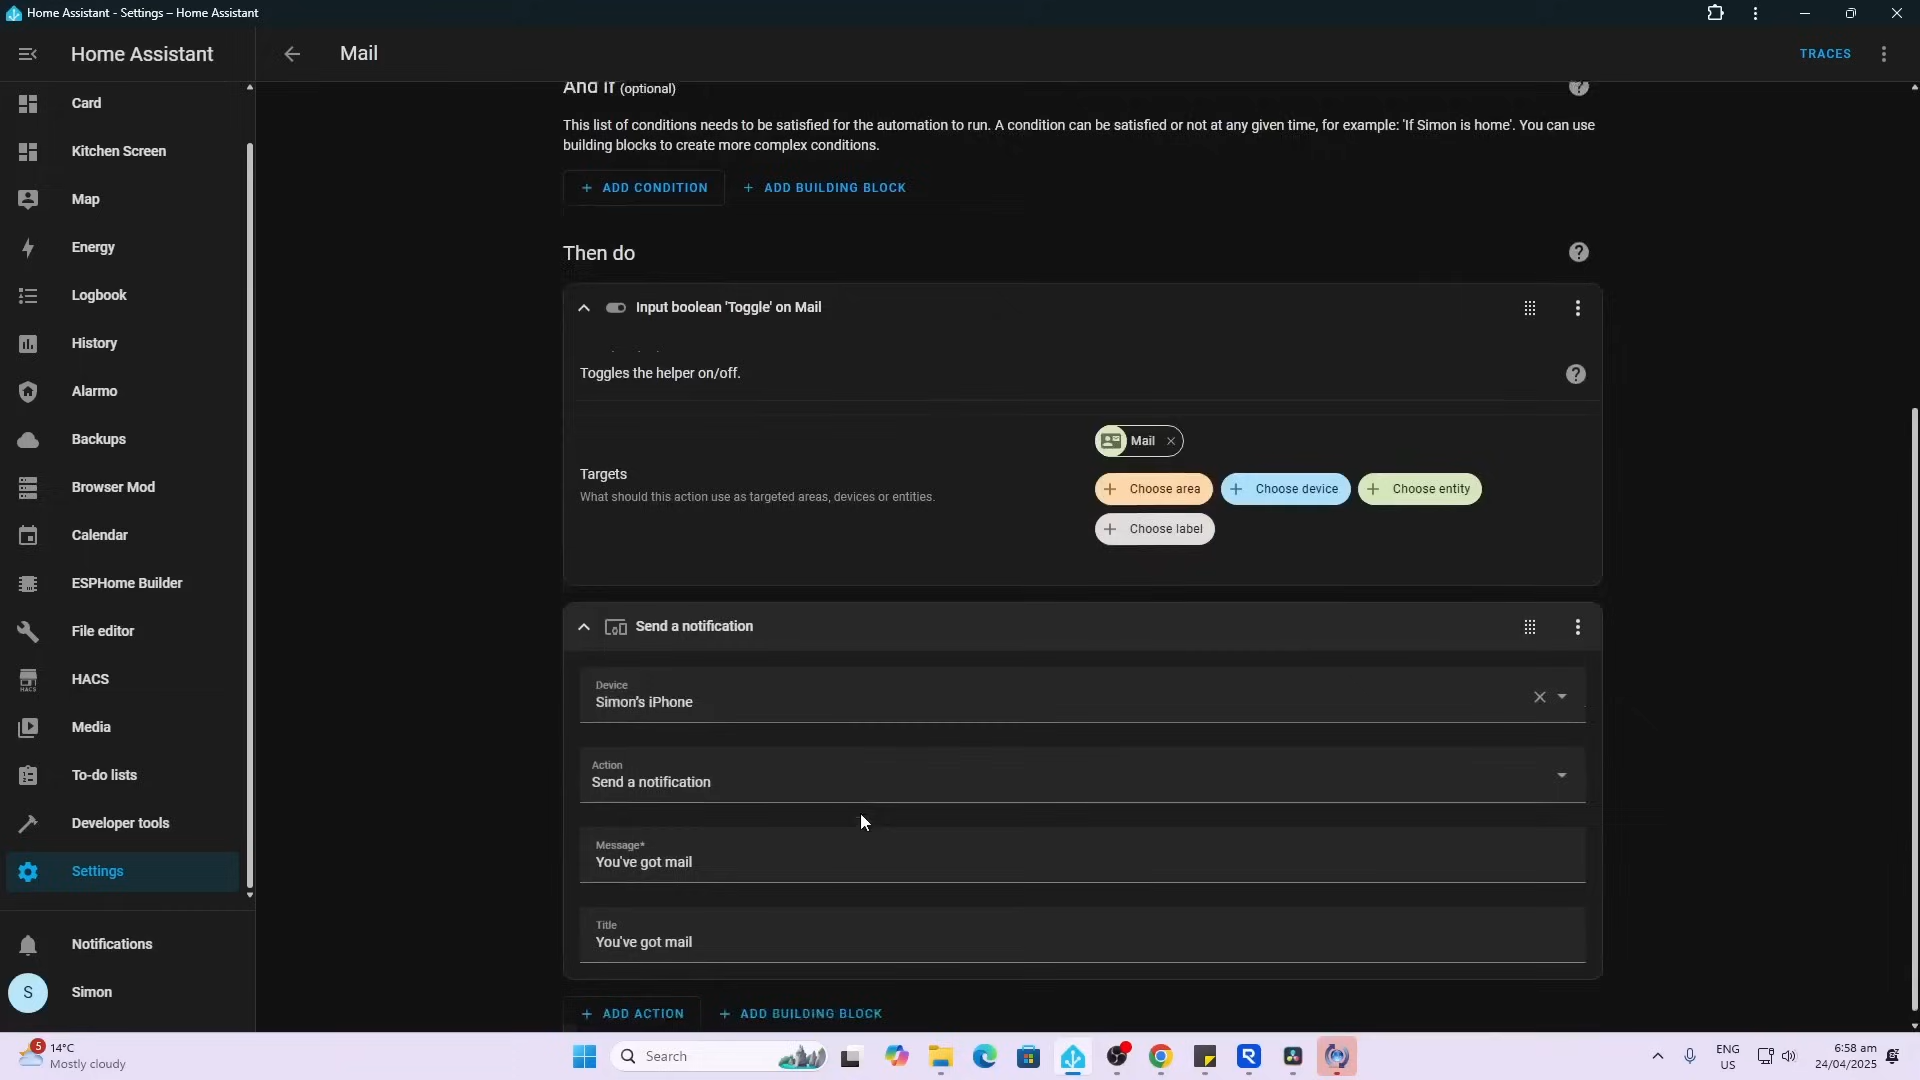 Home Assistant - Settings – Home Assistant
Home Assistant
Mail
TRACES
Card
Kitchen Screen
Map
Energy
Logbook
History
Alarmo
Backups
Browser Mod
Calendar
ESPHome Builder
File editor
HACS
HACS
Media
To-do lists
Developer tools
Settings
Notifications
S
Simon
And if (optional)
This list of conditions needs to be satisfied for the automation to run. A condition can be satisfied or not at any given time, for example: 'If Simon is home'. You can use
building blocks to create more complex conditions.
+ ADD CONDITION
+ ADD BUILDING BLOCK
Then do
Input boolean 'Toggle' on Mail
Toggles the helper on/off.
Mail
Targets
What should this action use as targeted areas, devices or entities.
+ Choose area
+ Choose device
+ Choose entity
+ Choose label
Send a notification
Device
Simon's iPhone
Action
Send a notification
Message*
You've got mail
Title
You've got mail
+ ADD ACTION
+ ADD BUILDING BLOCK
5
14°C
Mostly cloudy
Search
ENG
US
6:58 am
24/04/2025